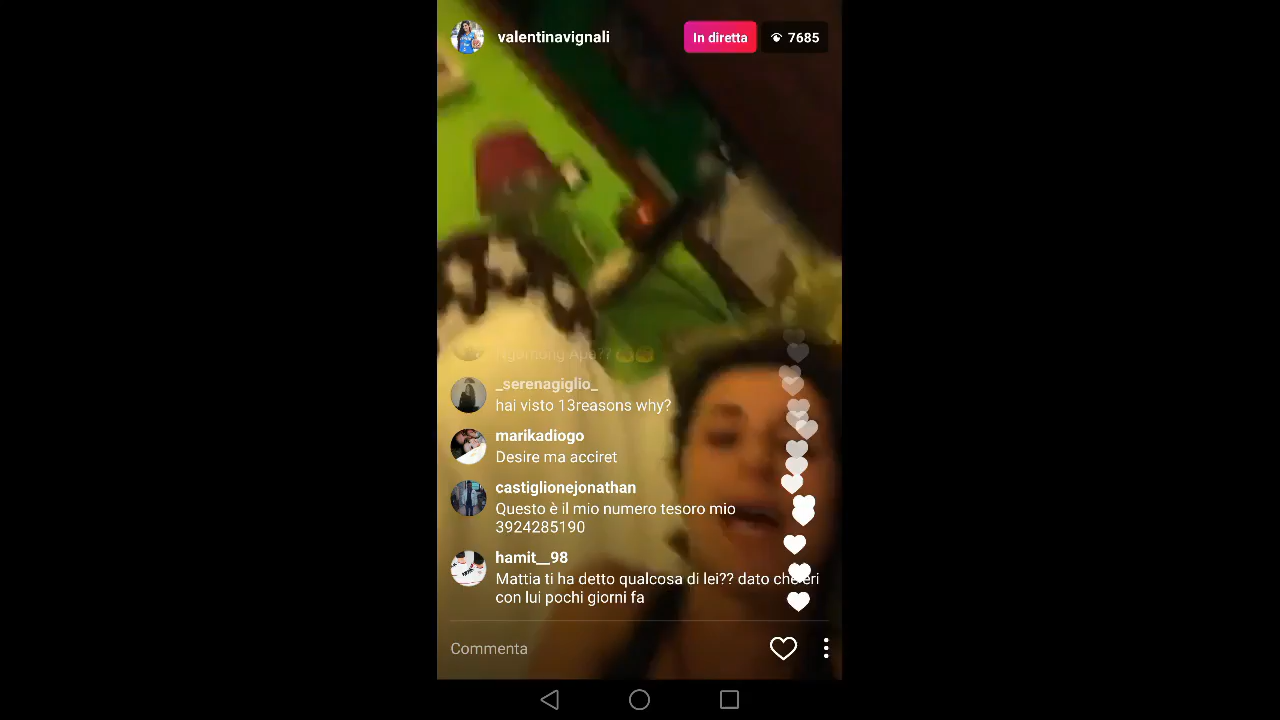 valentinavignali
In diretta
7685
Ngomong Apa??
_serenagiglio_
hai visto 13reasons why?
marikadiogo
Desire ma acciret
castiglionejonathan
Questo è il mio numero tesoro mio
3924285190
hamit__98
Mattia ti ha detto qualcosa di lei?? dato che eri
con lui pochi giorni fa
Commenta